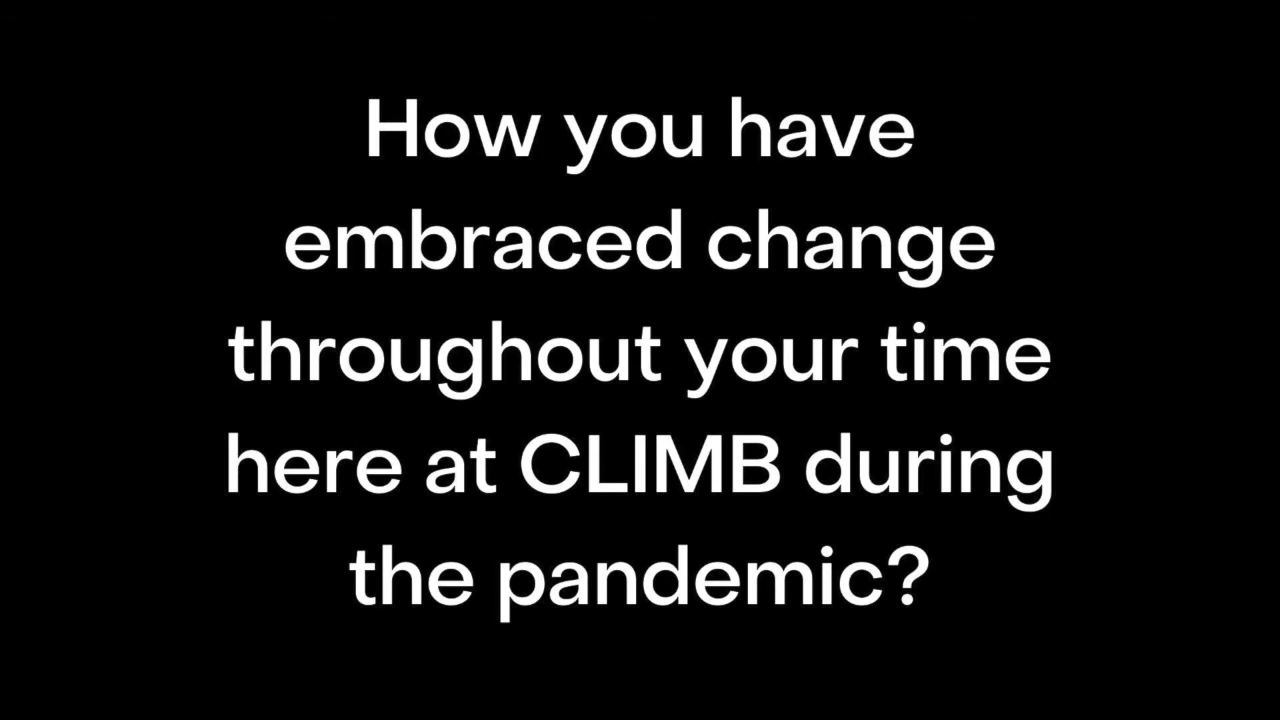 How you have
embraced change
throughout your time
here at CLIMB during
the pandemic?